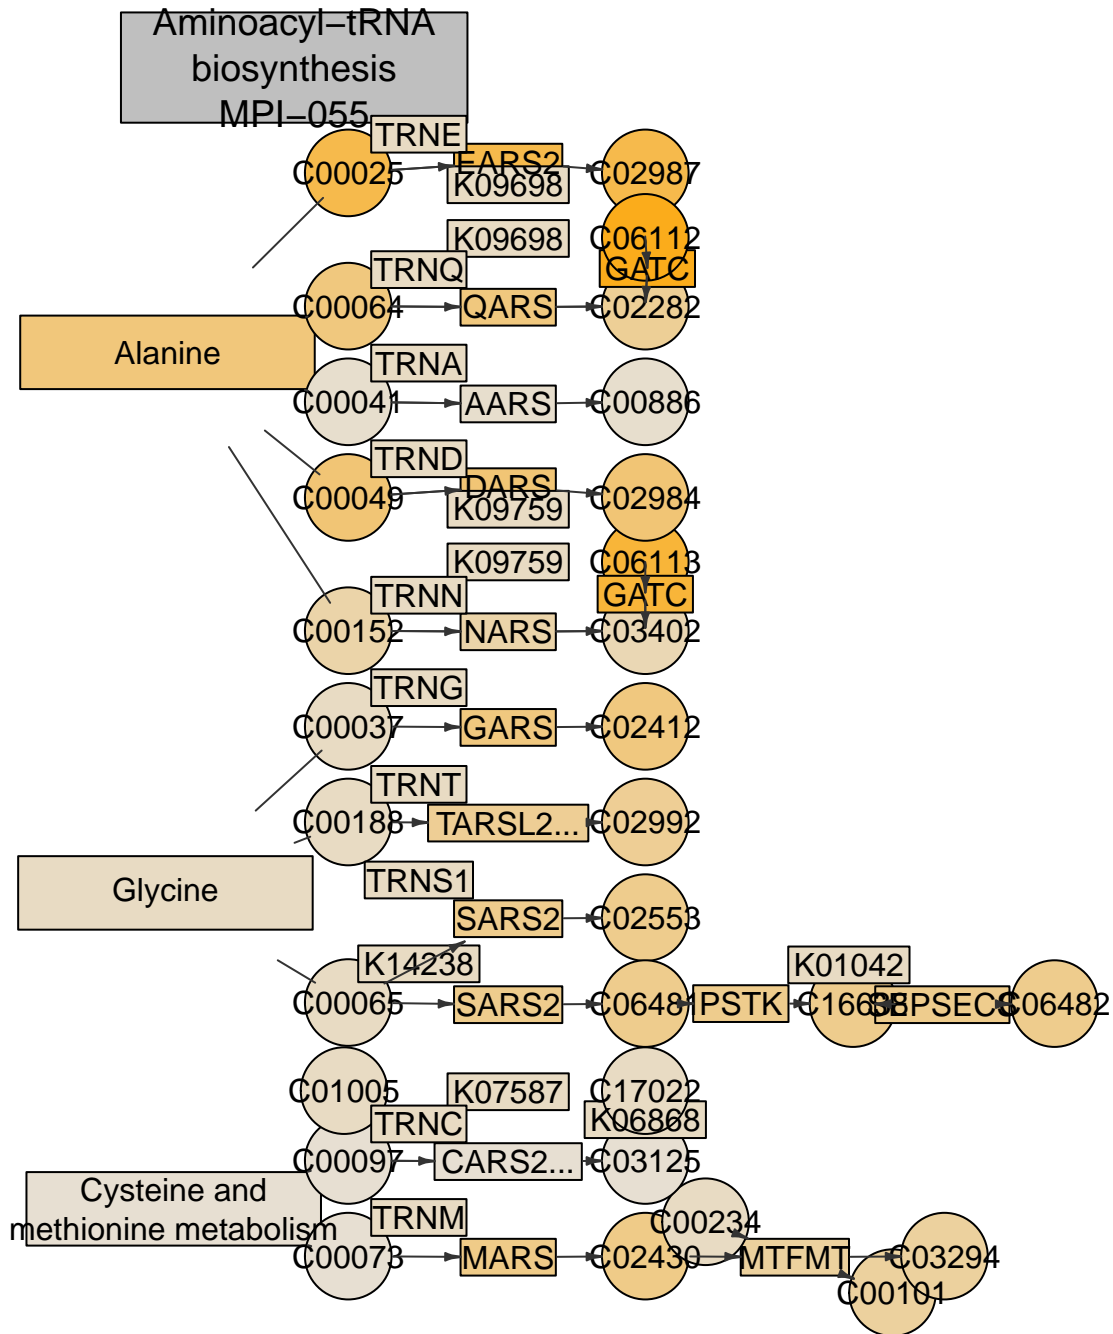 Aminoacyl−tRNA
biosynthesis
MPI−055
TRNE
C00025
EARS2
C02987
K09698
K09698
C06112
TRNQ
GATC
C00064
QARS
C02282
Alanine
TRNA
C00041
AARS
C00886
TRND
C00049
DARS
C02984
K09759
K09759
C06113
TRNN
GATC
C00152
NARS
C03402
TRNG
C00037
GARS
C02412
TRNT
C00188
TARSL2...
C02992
Glycine
TRNS1
SARS2
C02553
K14238
K01042
C00065
SARS2
C06481
PSTK
C16638
SEPSECS
C06482
C01005
K07587
C17022
TRNC
K06868
C00097
CARS2...
C03125
Cysteine and
methionine metabolism
TRNM
C00234
C00073
MARS
C02430
MTFMT
C03294
C00101